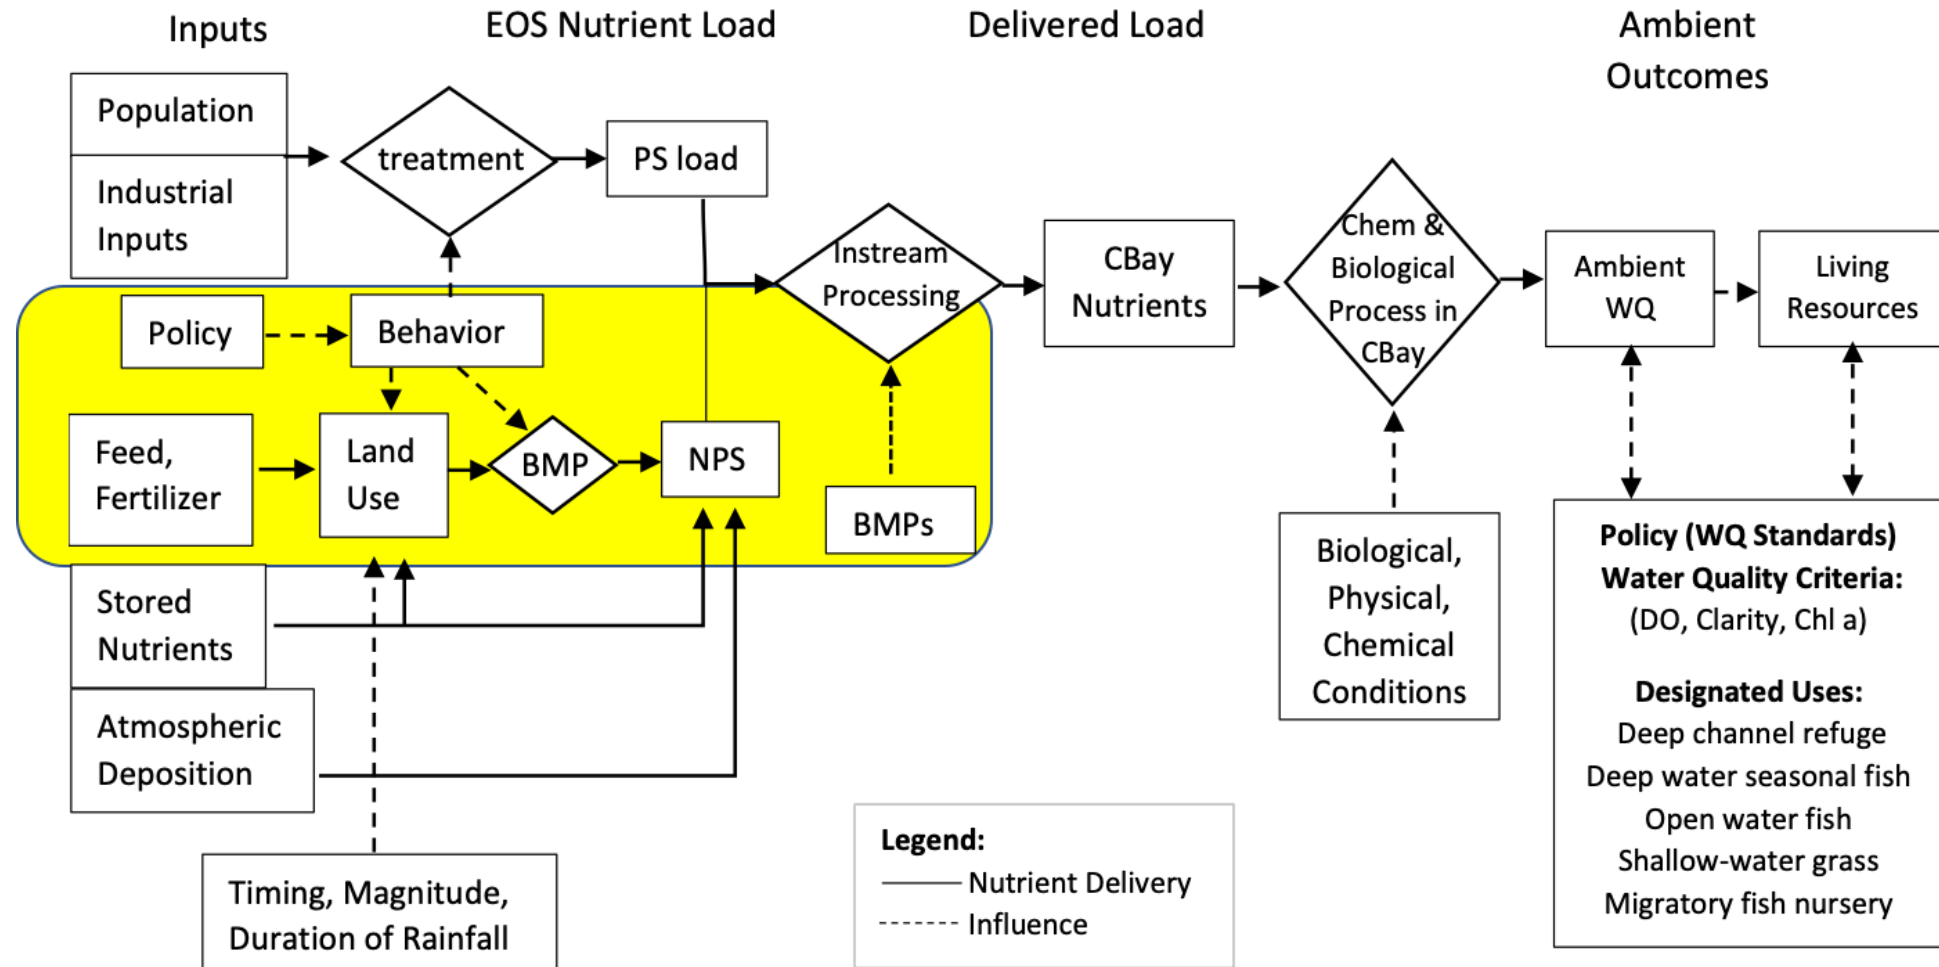 Inputs
EOS Nutrient Load
Delivered Load
Ambient
Outcomes
Population
Industrial
Inputs
treatment
PS load
Policy
Behavior
Feed,
Fertilizer
Land
Use
BMP
NPS
Instream
Processing
BMPs
CBay
Nutrients
Chem &
Biological
Process in
CBay
Ambient
WQ
Living
Resources
Stored
Nutrients
Atmospheric
Deposition
Timing, Magnitude,
Duration of Rainfall
Biological,
Physical,
Chemical
Conditions
Policy (WQ Standards)
Water Quality Criteria:
(DO, Clarity, Chl a)
Designated Uses:
Deep channel refuge
Deep water seasonal fish
Open water fish
Shallow-water grass
Migratory fish nursery
Legend:
Nutrient Delivery
Influence